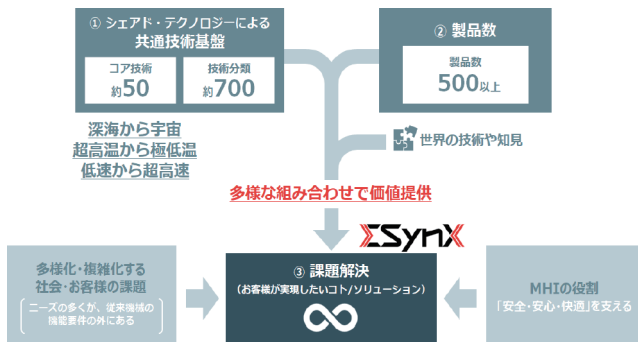 ① シェアド・テクノロジーによる
共通技術基盤
コア技術
約50
技術分類
約700
② 製品数
製品数
500以上
深海から宇宙
超高温から極低温
低速から超高速
世界の技術や知見
多様な組み合わせで価値提供
ΣSynX
多様化・複雑化する
社会・お客様の課題
ニーズの多くが、従来機械の
機能要件の外にある
③ 課題解決
（お客様が実現したいコト/ソリューション）
MHIの役割
「安全・安心・快適」を支える